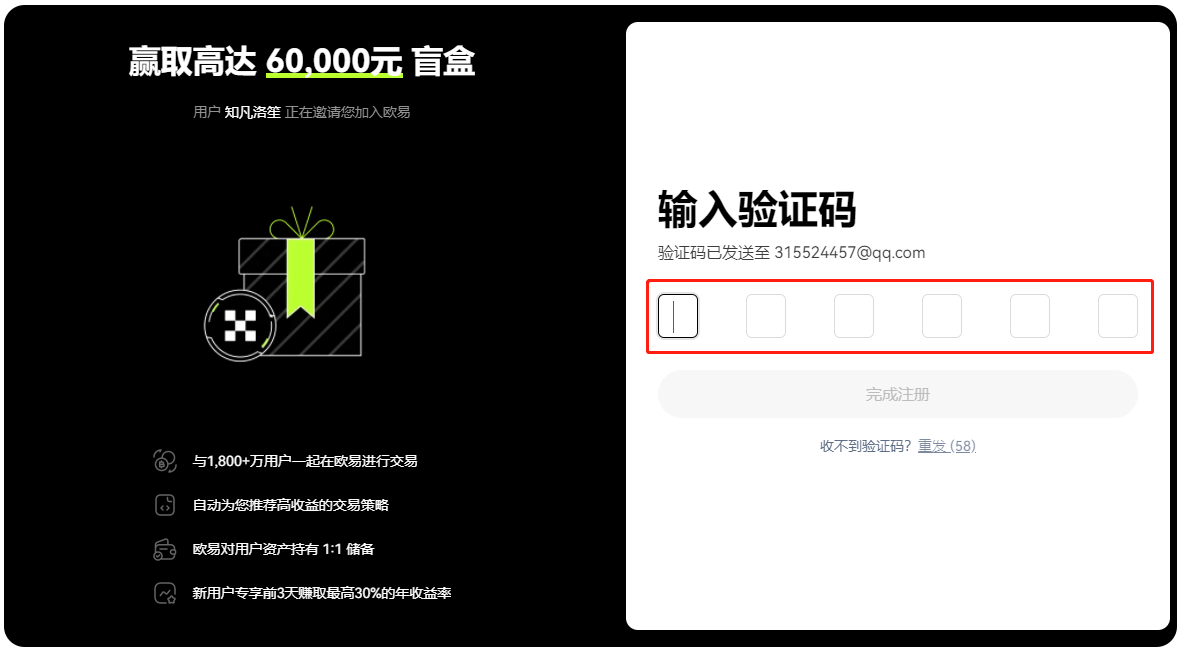 赢取高达 60,000元 盲盒
用户 知凡洛笙 正在邀请您加入欧易
与1,800+万用户一起在欧易进行交易
自动为您推荐高收益的交易策略
欧易对用户资产持有 1:1 储备
新用户专享前3天赚取最高30%的年收益率
输入验证码
验证码已发送至 315524457@qq.com
完成注册
收不到验证码? 重发 (58)